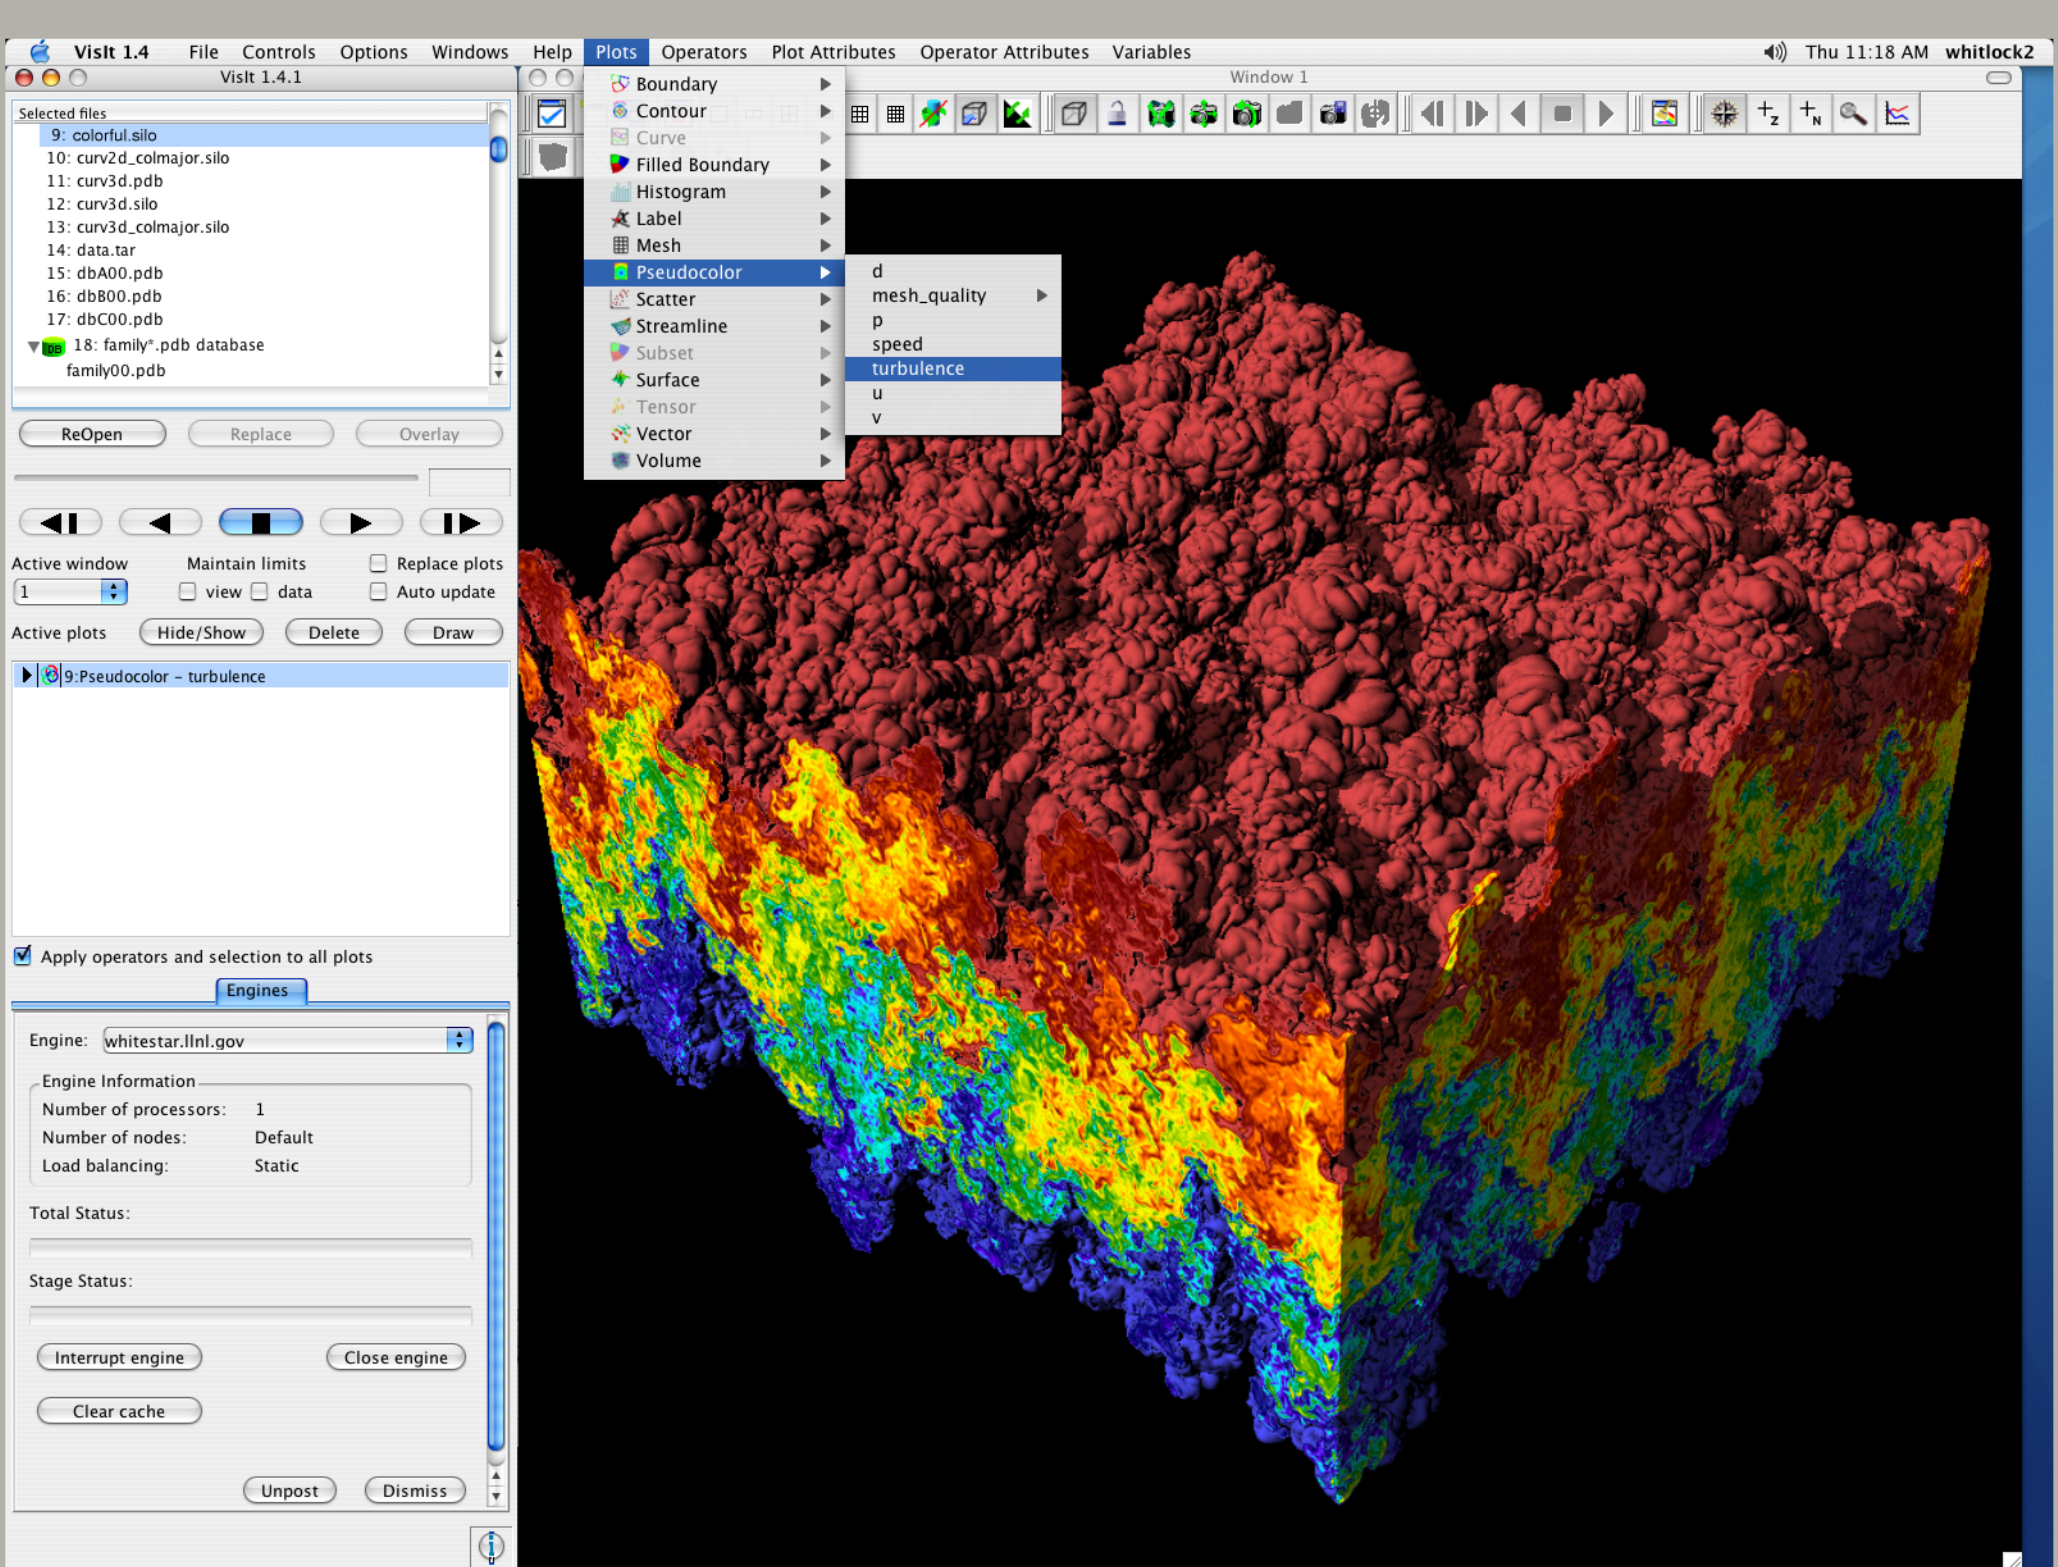 VisIt 1.4 File Controls Options Windows Help Plots Operators Plot Attributes Operator Attributes Variables Thu 11:18 AM whitlock2
VisIt 1.4.1
Window 1
Selected files
9: colorful.silo
10: curv2d_colmajor.silo
11: curv3d.pdb
12: curv3d.silo
13: curv3d_colmajor.silo
14: data.tar
15: dbA00.pdb
16: dbB00.pdb
17: dbC00.pdb
DB 18: family*.pdb database
family00.pdb
ReOpen Replace Overlay
Active window Maintain limits Replace plots
1 view data Auto update
Active plots Hide/Show Delete Draw
9:Pseudocolor - turbulence
Apply operators and selection to all plots
Engines
Engine: whitestar.llnl.gov
Engine Information
Number of processors: 1
Number of nodes: Default
Load balancing: Static
Total Status:
Stage Status:
Interrupt engine Close engine
Clear cache
Unpost Dismiss
Boundary
Contour
Curve
Filled Boundary
Histogram
Label
Mesh
Pseudocolor
Scatter
Streamline
Subset
Surface
Tensor
Vector
Volume
d
mesh_quality
p
speed
turbulence
u
v
+z +N